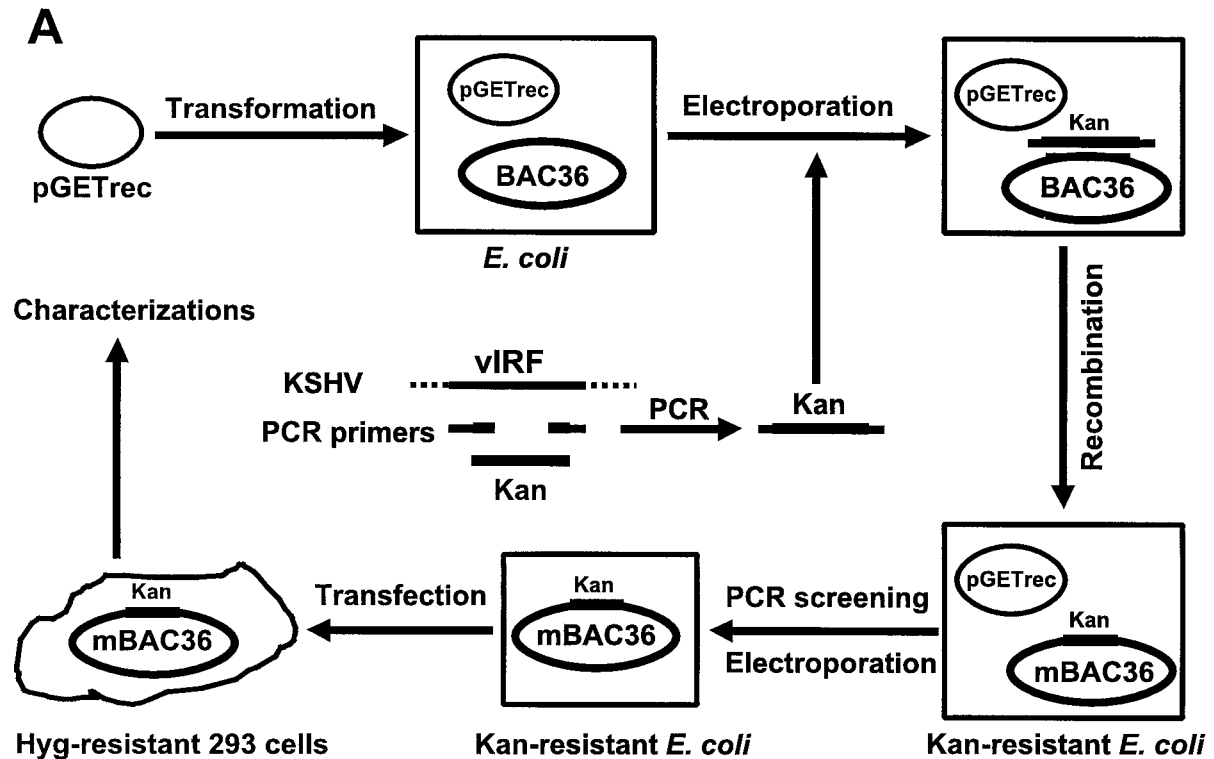 A
pGETrec
Transformation
pGETrec
BAC36
E. coli
Electroporation
pGETrec
Kan
BAC36
Recombination
Characterizations
KSHV
vIRF
PCR primers
Kan
PCR
Kan
pGETrec
Kan
mBAC36
Kan-resistant E. coli
PCR screening
Electroporation
Kan
mBAC36
Kan-resistant E. coli
Transfection
Kan
mBAC36
Hyg-resistant 293 cells